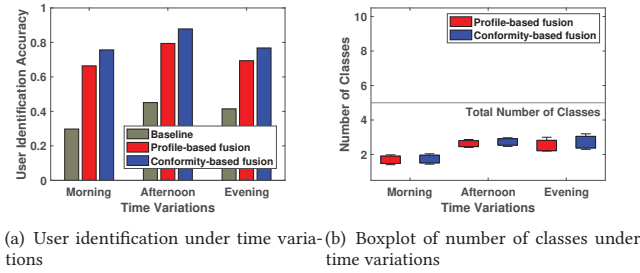 User Identification Accuracy
1
0.8
0.6
0.4
0.2
0
Baseline
Profile-based fusion
Conformity-based fusion
Morning Afternoon Evening
Time Variations
Number of Classes
10
8
6
4
2
Profile-based fusion
Conformity-based fusion
Total Number of Classes
Morning Afternoon Evening
Time Variations
(a) User identification under time varia-
tions
(b) Boxplot of number of classes under
time variations